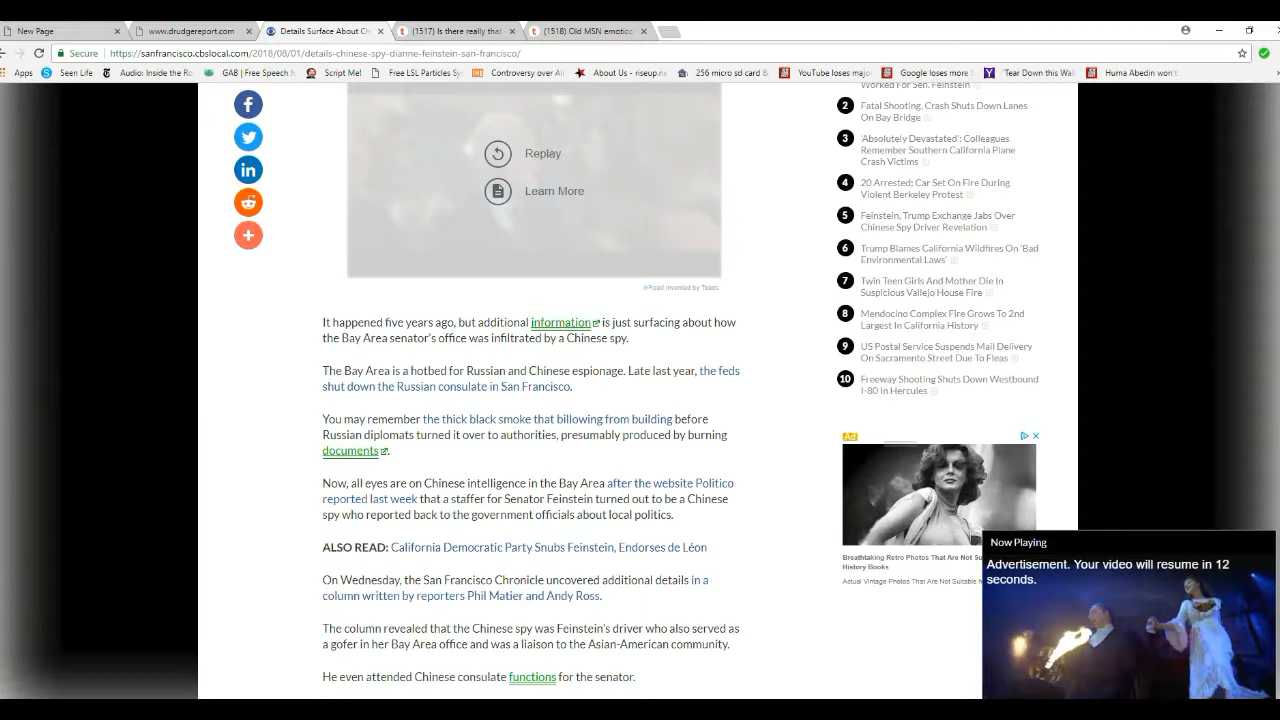 New Page
www.drudgereport.com
Details Surface About Ch
(1517) Is there really that
(1518) Old MSN emotico
Secure
https://sanfrancisco.cbslocal.com/2018/08/01/details-chinese-spy-dianne-feinstein-san-francisco/
Apps
Seen Life
Audio: Inside the Ro
GAB | Free Speech f
Script Me!
Free LSL Particles Sy
Controversy over Al
About Us - riseup.ne
256 micro sd card &
YouTube loses majo
Google loses more
'Tear Down this Wal
Huma Abedin won't
Worked For Sen. Feinstein
2 Fatal Shooting, Crash Shuts Down Lanes
On Bay Bridge
3 'Absolutely Devastated': Colleagues
Remember Southern California Plane
Crash Victims
4 20 Arrested; Car Set On Fire During
Violent Berkeley Protest
5 Feinstein, Trump Exchange Jabs Over
Chinese Spy Driver Revelation
6 Trump Blames California Wildfires On 'Bad
Environmental Laws'
7 Twin Teen Girls And Mother Die In
Suspicious Vallejo House Fire
8 Mendocino Complex Fire Grows To 2nd
Largest In California History
9 US Postal Service Suspends Mail Delivery
On Sacramento Street Due To Fleas
10 Freeway Shooting Shuts Down Westbound
I-80 In Hercules
Replay
Learn More
inRead invented by Teads
It happened five years ago, but additional information is just surfacing about how
the Bay Area senator's office was infiltrated by a Chinese spy.
The Bay Area is a hotbed for Russian and Chinese espionage. Late last year, the feds
shut down the Russian consulate in San Francisco.
You may remember the thick black smoke that billowing from building before
Russian diplomats turned it over to authorities, presumably produced by burning
documents.
Now, all eyes are on Chinese intelligence in the Bay Area after the website Politico
reported last week that a staffer for Senator Feinstein turned out to be a Chinese
spy who reported back to the government officials about local politics.
ALSO READ: California Democratic Party Snubs Feinstein, Endorses de Léon
On Wednesday, the San Francisco Chronicle uncovered additional details in a
column written by reporters Phil Matier and Andy Ross.
The column revealed that the Chinese spy was Feinstein's driver who also served as
a gofer in her Bay Area office and was a liaison to the Asian-American community.
He even attended Chinese consulate functions for the senator.
Ad
Breathtaking Retro Photos That Are Not Su
History Books
Actual Vintage Photos That Are Not Suitable
Now Playing
Advertisement. Your video will resume in 12
seconds.